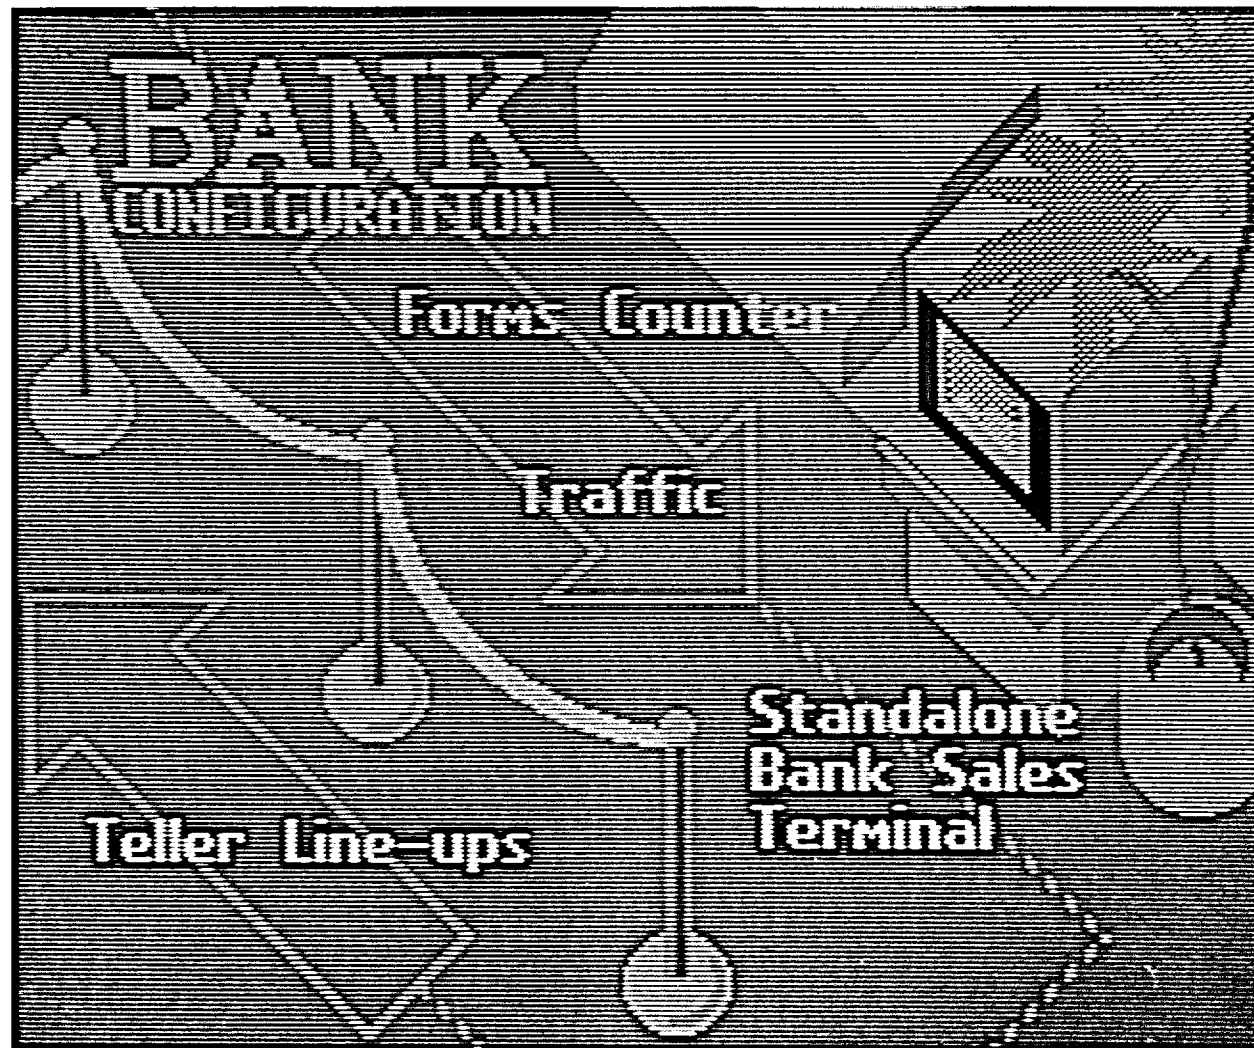 BANK
CONFIGURATION
Forms Counter
Traffic
Standalone
Bank Sales
Terminal
Teller Line-ups